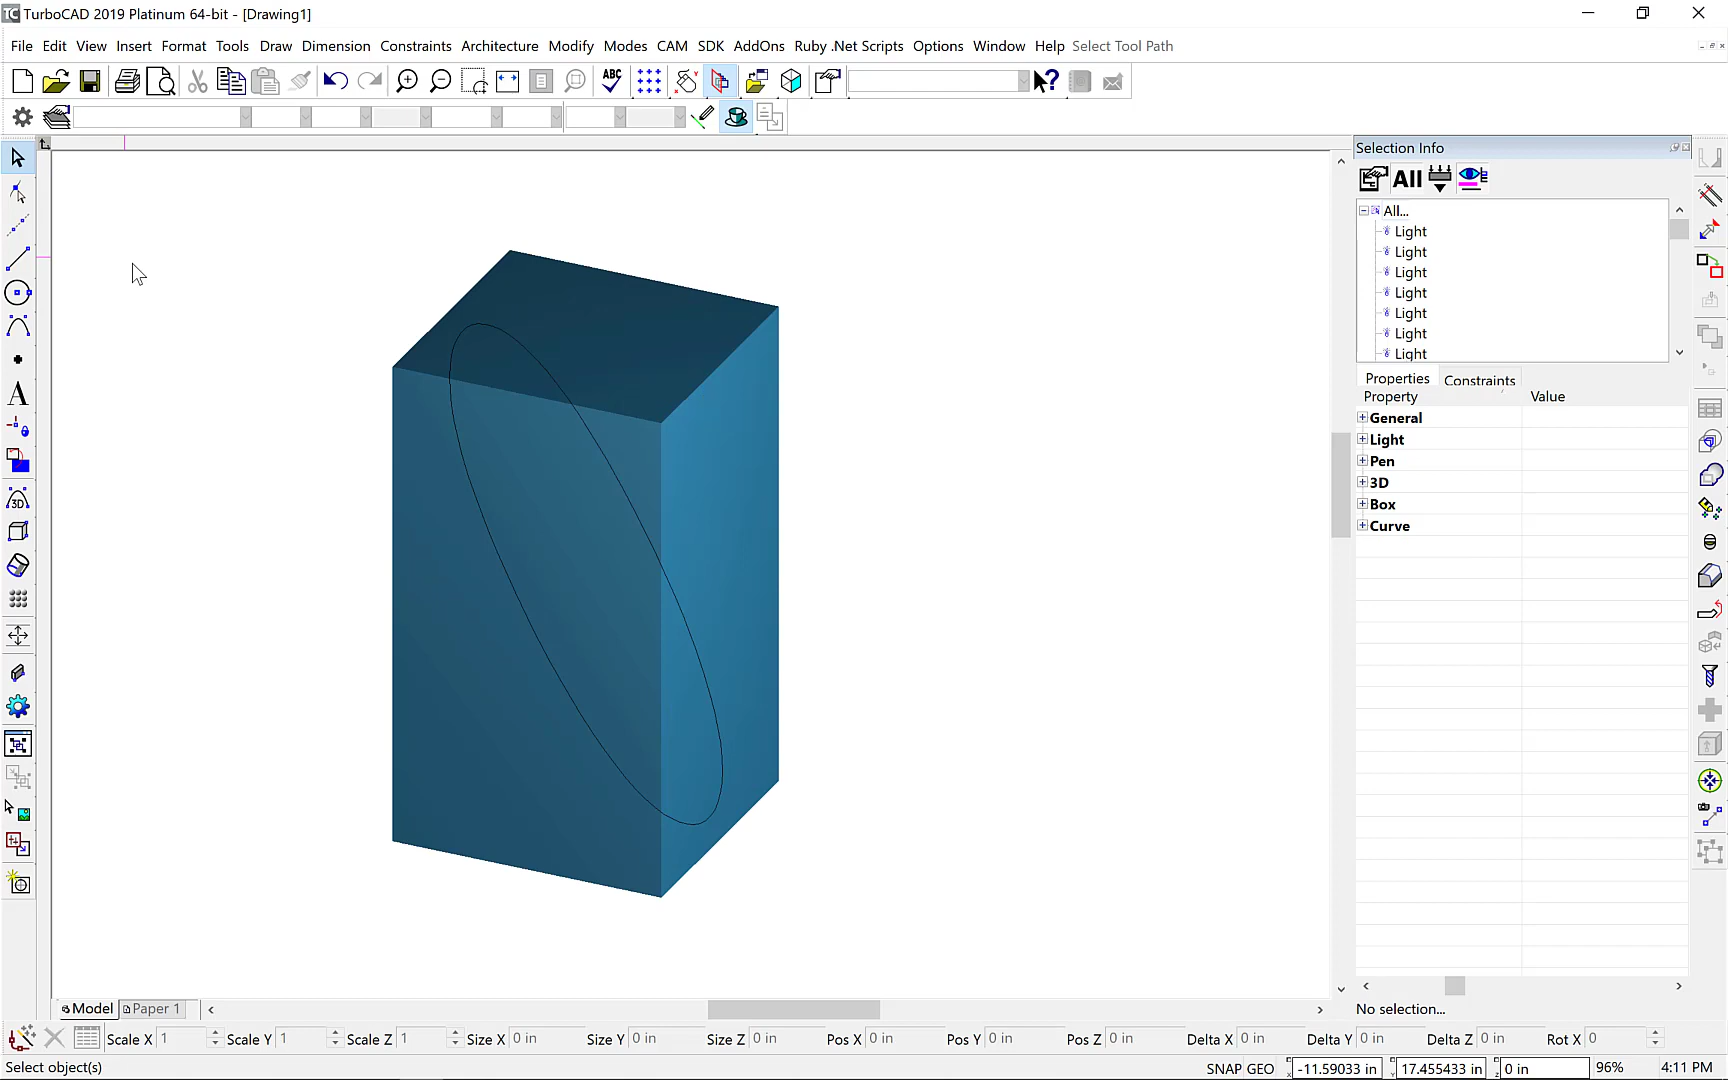 TC TurboCAD 2019 Platinum 64-bit - [Drawing1]
File Edit View Insert Format Tools Draw Dimension Constraints Architecture Modify Modes CAM SDK AddOns Ruby .Net Scripts Options Window Help Select Tool Path
ABC
Selection Info
All
All...
Light
Light
Light
Light
Light
Light
Light
Properties Constraints
Property Value
General
Light
Pen
3D
Box
Curve
A
3D
Model Paper 1
No selection...
Scale X 1 Scale Y 1 Scale Z 1 Size X 0 in Size Y 0 in Size Z 0 in Pos X 0 in Pos Y 0 in Pos Z 0 in Delta X 0 in Delta Y 0 in Delta Z 0 in Rot X 0
Select object(s) SNAP GEO -11.59033 in 17.455433 in 0 in 96% 4:11 PM